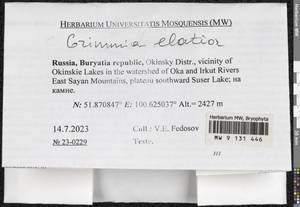 HERBARIUM UNIVERSITATIS MOSQUENSIS (MW)
Grimmia elatior
Russia, Buryatia republic, Okinsky Distr., vicinity of
Okinskie Lakes in the watershed of Oka and Irkut Rivers
East Sayan Mountains, plateau southward Suser Lake; на
камне.
N: 51.870847° E: 100.625037° Alt.= 2427 m
14.7.2023 Coll.: V.E. Fedosov
№ 23-0229 Teste.
Herbarium MW, Bryophyta
MW 9 131 446